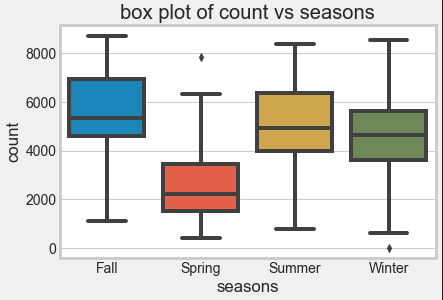 box plot of count vs seasons
8000
6000
4000
2000
0
count
Fall Spring Summer Winter
seasons